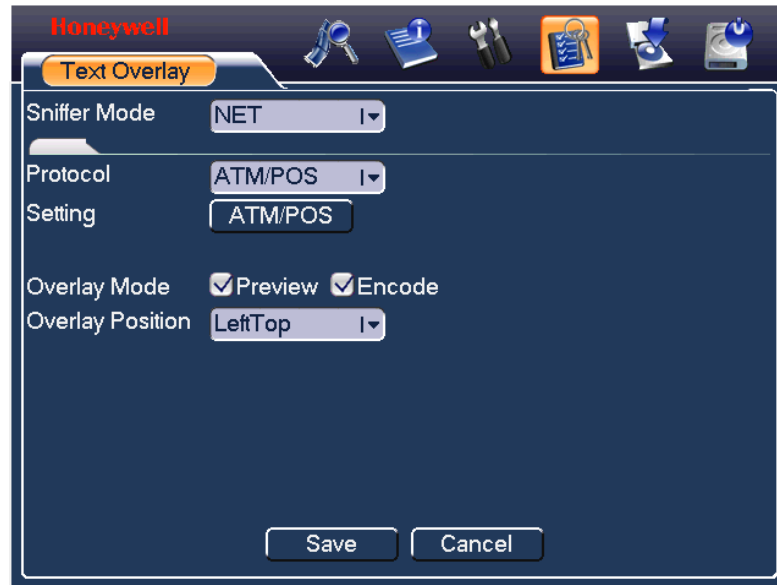 Honeywell
Text Overlay
Sniffer Mode NET
Protocol ATM/POS
Setting ATM/POS
Overlay Mode Preview Encode
Overlay Position LeftTop
Save Cancel